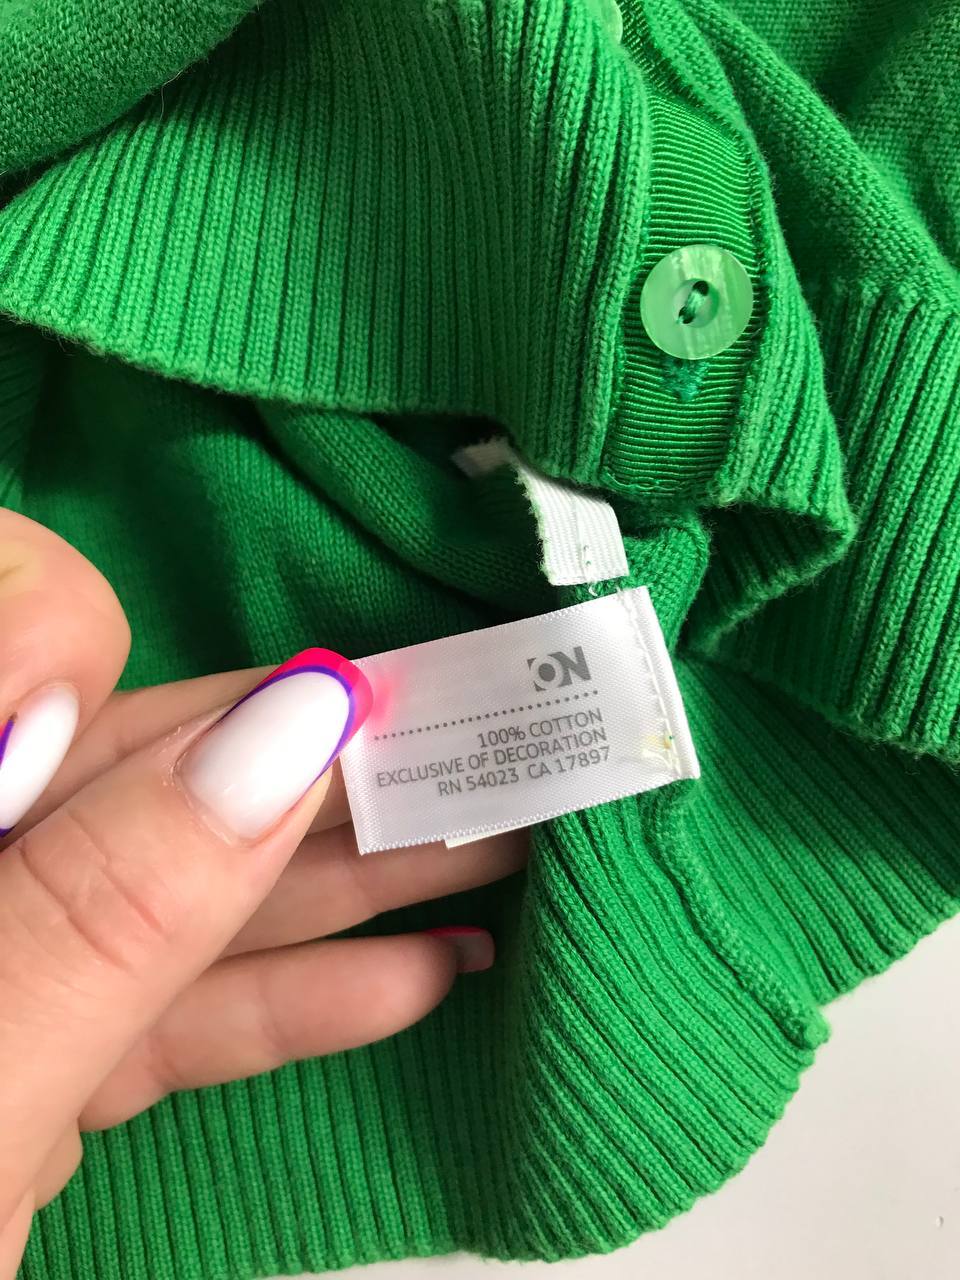 ON
100% COTTON
EXCLUSIVE OF DECORATION
RN 54023 CA 17897